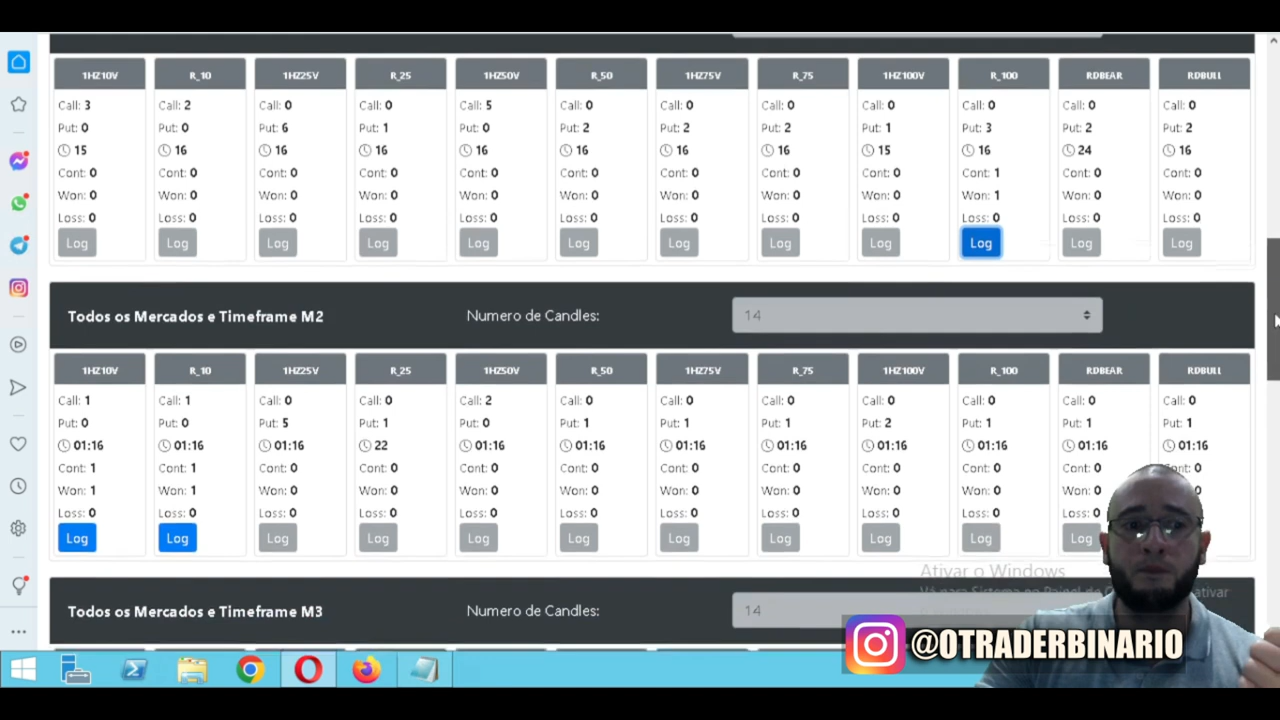 1HZ10V R_10 1HZ25V R_25 1HZ50V R_50 1HZ75V R_75 1HZ100V R_100 RDBEAR RDBULL
Call: 3 Call: 2 Call: 0 Call: 0 Call: 5 Call: 0 Call: 0 Call: 0 Call: 0 Call: 0 Call: 0 Call: 0
Put: 0 Put: 0 Put: 6 Put: 1 Put: 0 Put: 2 Put: 2 Put: 2 Put: 1 Put: 3 Put: 2 Put: 2
15 16 16 16 16 16 16 16 15 16 24 16
Cont: 0 Cont: 0 Cont: 0 Cont: 0 Cont: 0 Cont: 0 Cont: 0 Cont: 0 Cont: 0 Cont: 1 Cont: 0 Cont: 0
Won: 0 Won: 0 Won: 0 Won: 0 Won: 0 Won: 0 Won: 0 Won: 0 Won: 0 Won: 1 Won: 0 Won: 0
Loss: 0 Loss: 0 Loss: 0 Loss: 0 Loss: 0 Loss: 0 Loss: 0 Loss: 0 Loss: 0 Loss: 0 Loss: 0 Loss: 0
Log Log Log Log Log Log Log Log Log Log Log Log
Todos os Mercados e Timeframe M2 Numero de Candles: 14
1HZ10V R_10 1HZ25V R_25 1HZ50V R_50 1HZ75V R_75 1HZ100V R_100 RDBEAR RDBULL
Call: 1 Call: 1 Call: 0 Call: 0 Call: 2 Call: 0 Call: 0 Call: 0 Call: 0 Call: 0 Call: 0 Call: 0
Put: 0 Put: 0 Put: 5 Put: 1 Put: 0 Put: 1 Put: 1 Put: 1 Put: 2 Put: 1 Put: 1 Put: 1
01:16 01:16 01:16 22 01:16 01:16 01:16 01:16 01:16 01:16 01:16 01:16
Cont: 1 Cont: 1 Cont: 0 Cont: 0 Cont: 0 Cont: 0 Cont: 0 Cont: 0 Cont: 0 Cont: 0 Cont: 0 0
Won: 1 Won: 1 Won: 0 Won: 0 Won: 0 Won: 0 Won: 0 Won: 0 Won: 0 Won: 0 Won: 0 0
Loss: 0 Loss: 0 Loss: 0 Loss: 0 Loss: 0 Loss: 0 Loss: 0 Loss: 0 Loss: 0 Loss: 0 Loss: 0
Log Log Log Log Log Log Log Log Log Log Log
Ativar o Windows
Todos os Mercados e Timeframe M3 Numero de Candles: 14
@OTRADERBINARIO